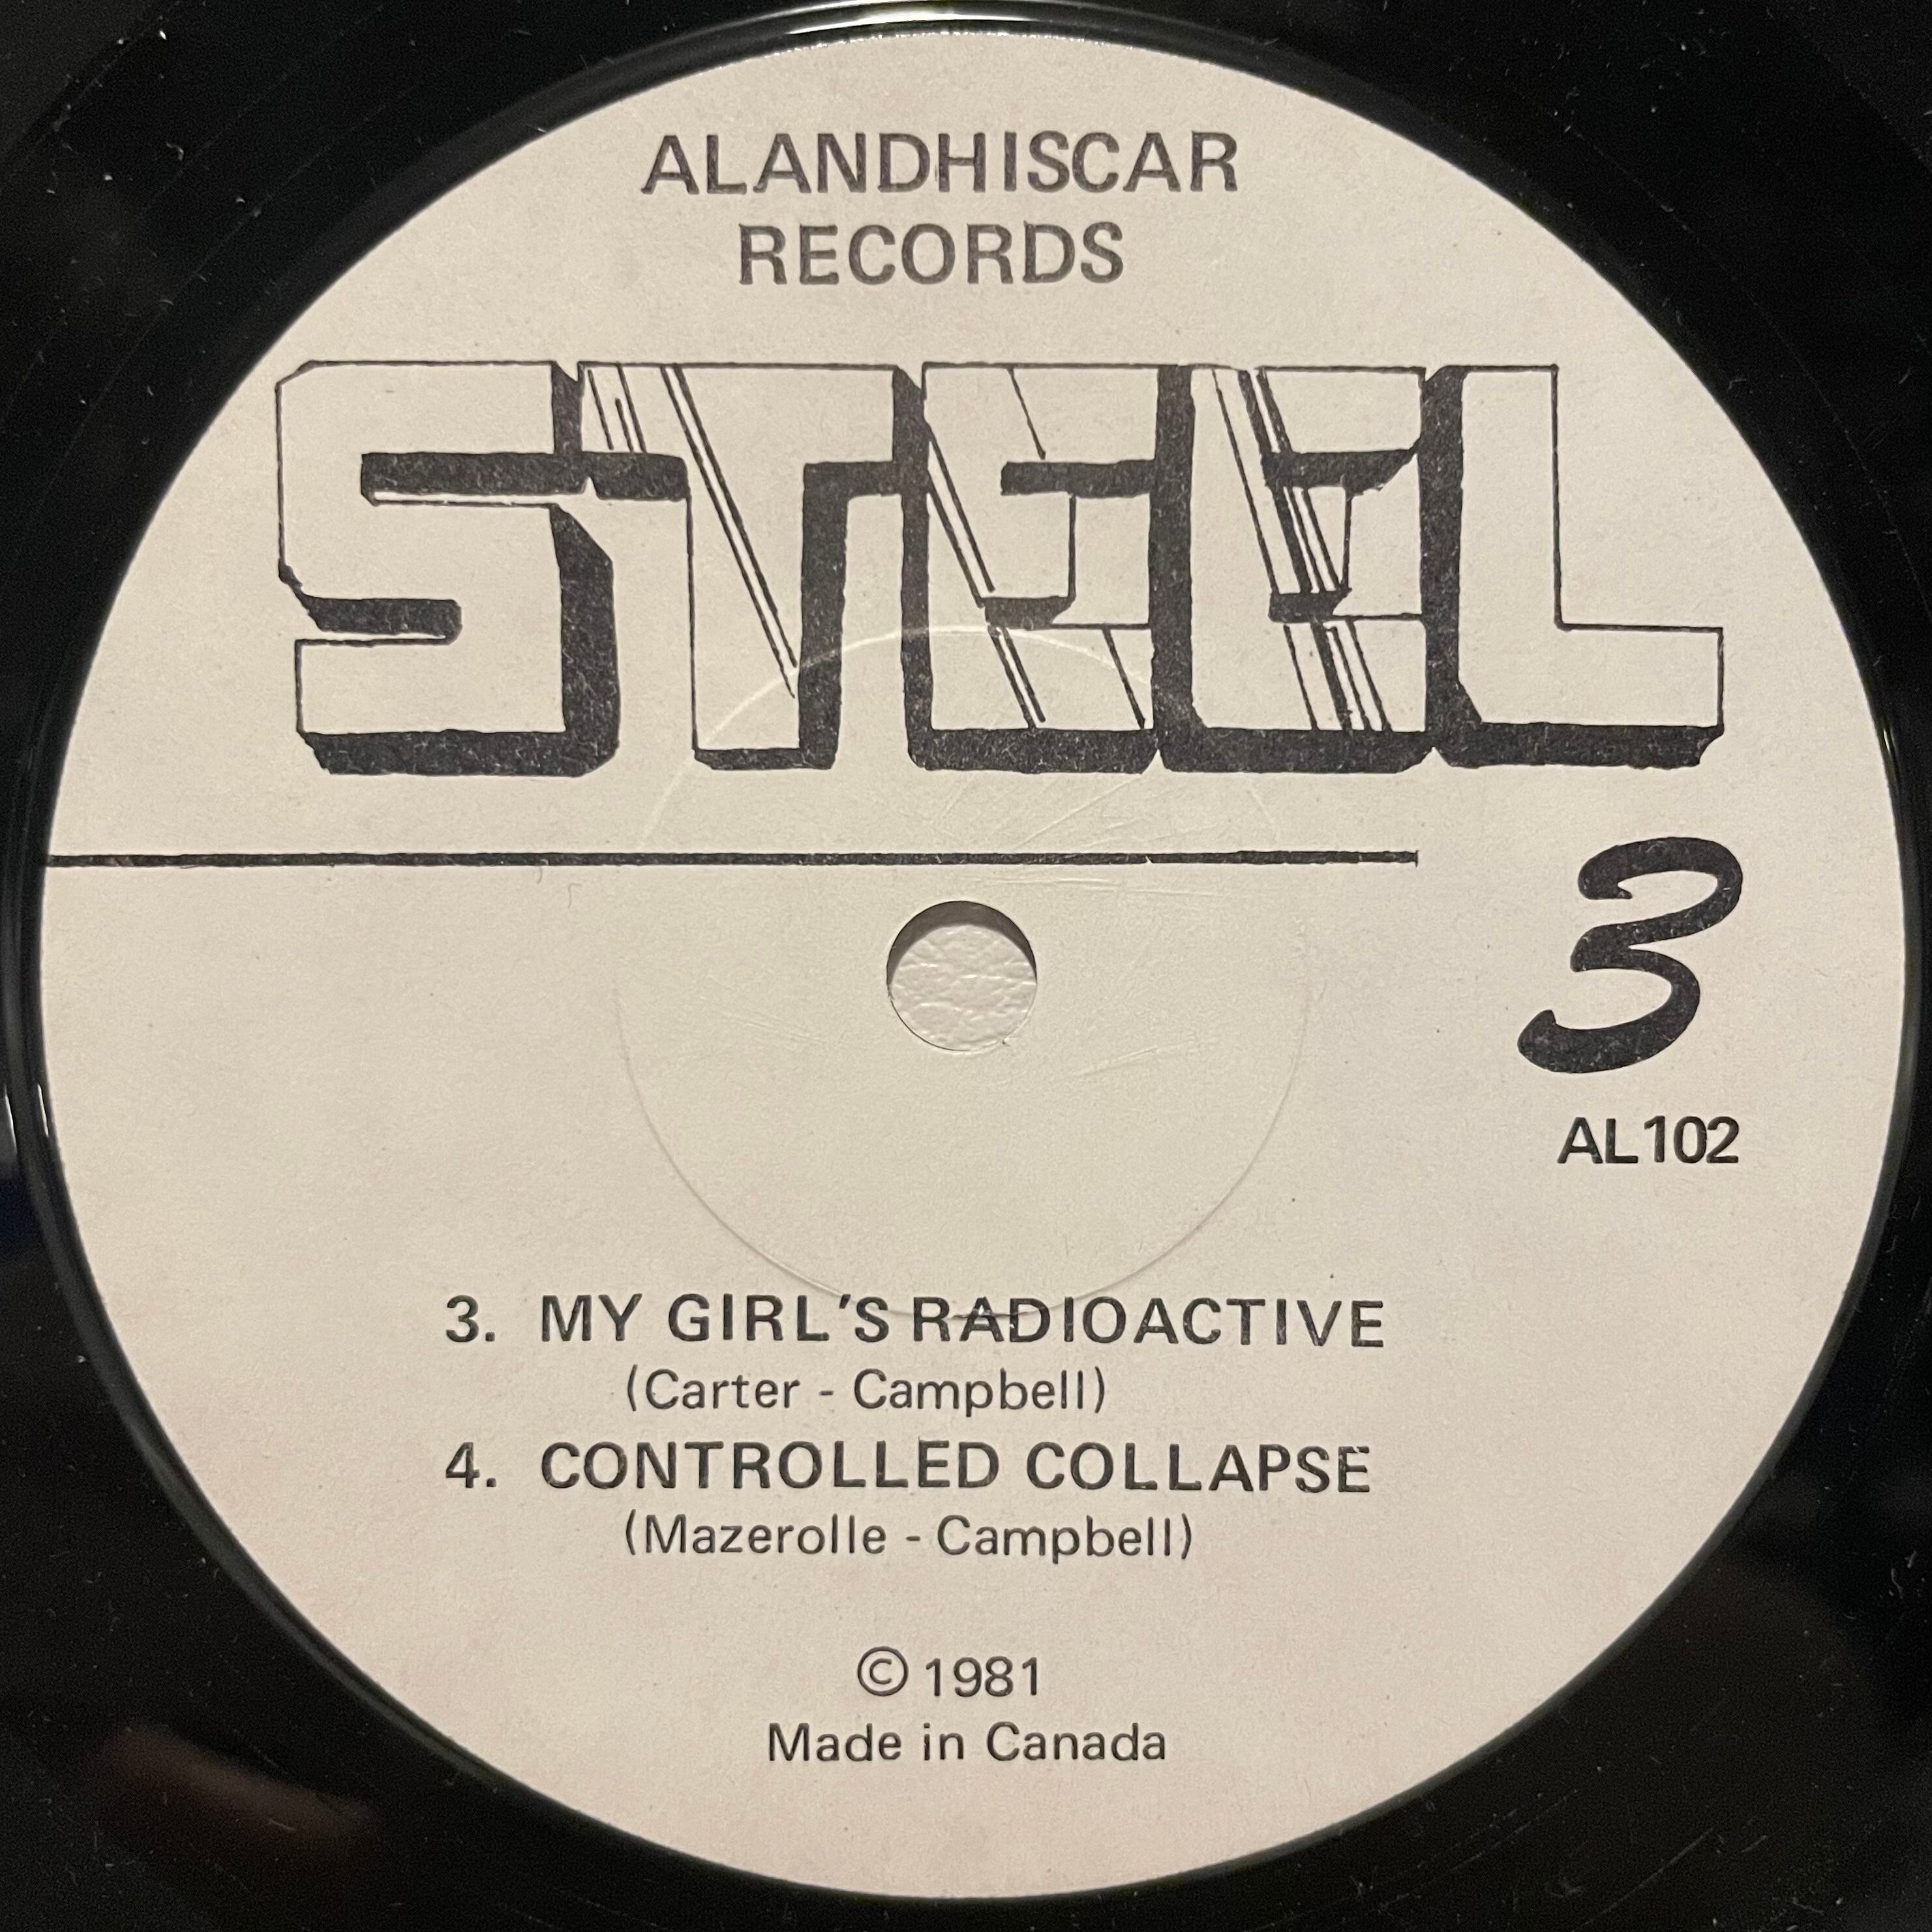 ALANDHISCAR
RECORDS
STEEL
3
AL102
3. MY GIRL'S RADIOACTIVE
(Carter - Campbell)
4. CONTROLLED COLLAPSE
(Mazerolle - Campbell)
© 1981
Made in Canada